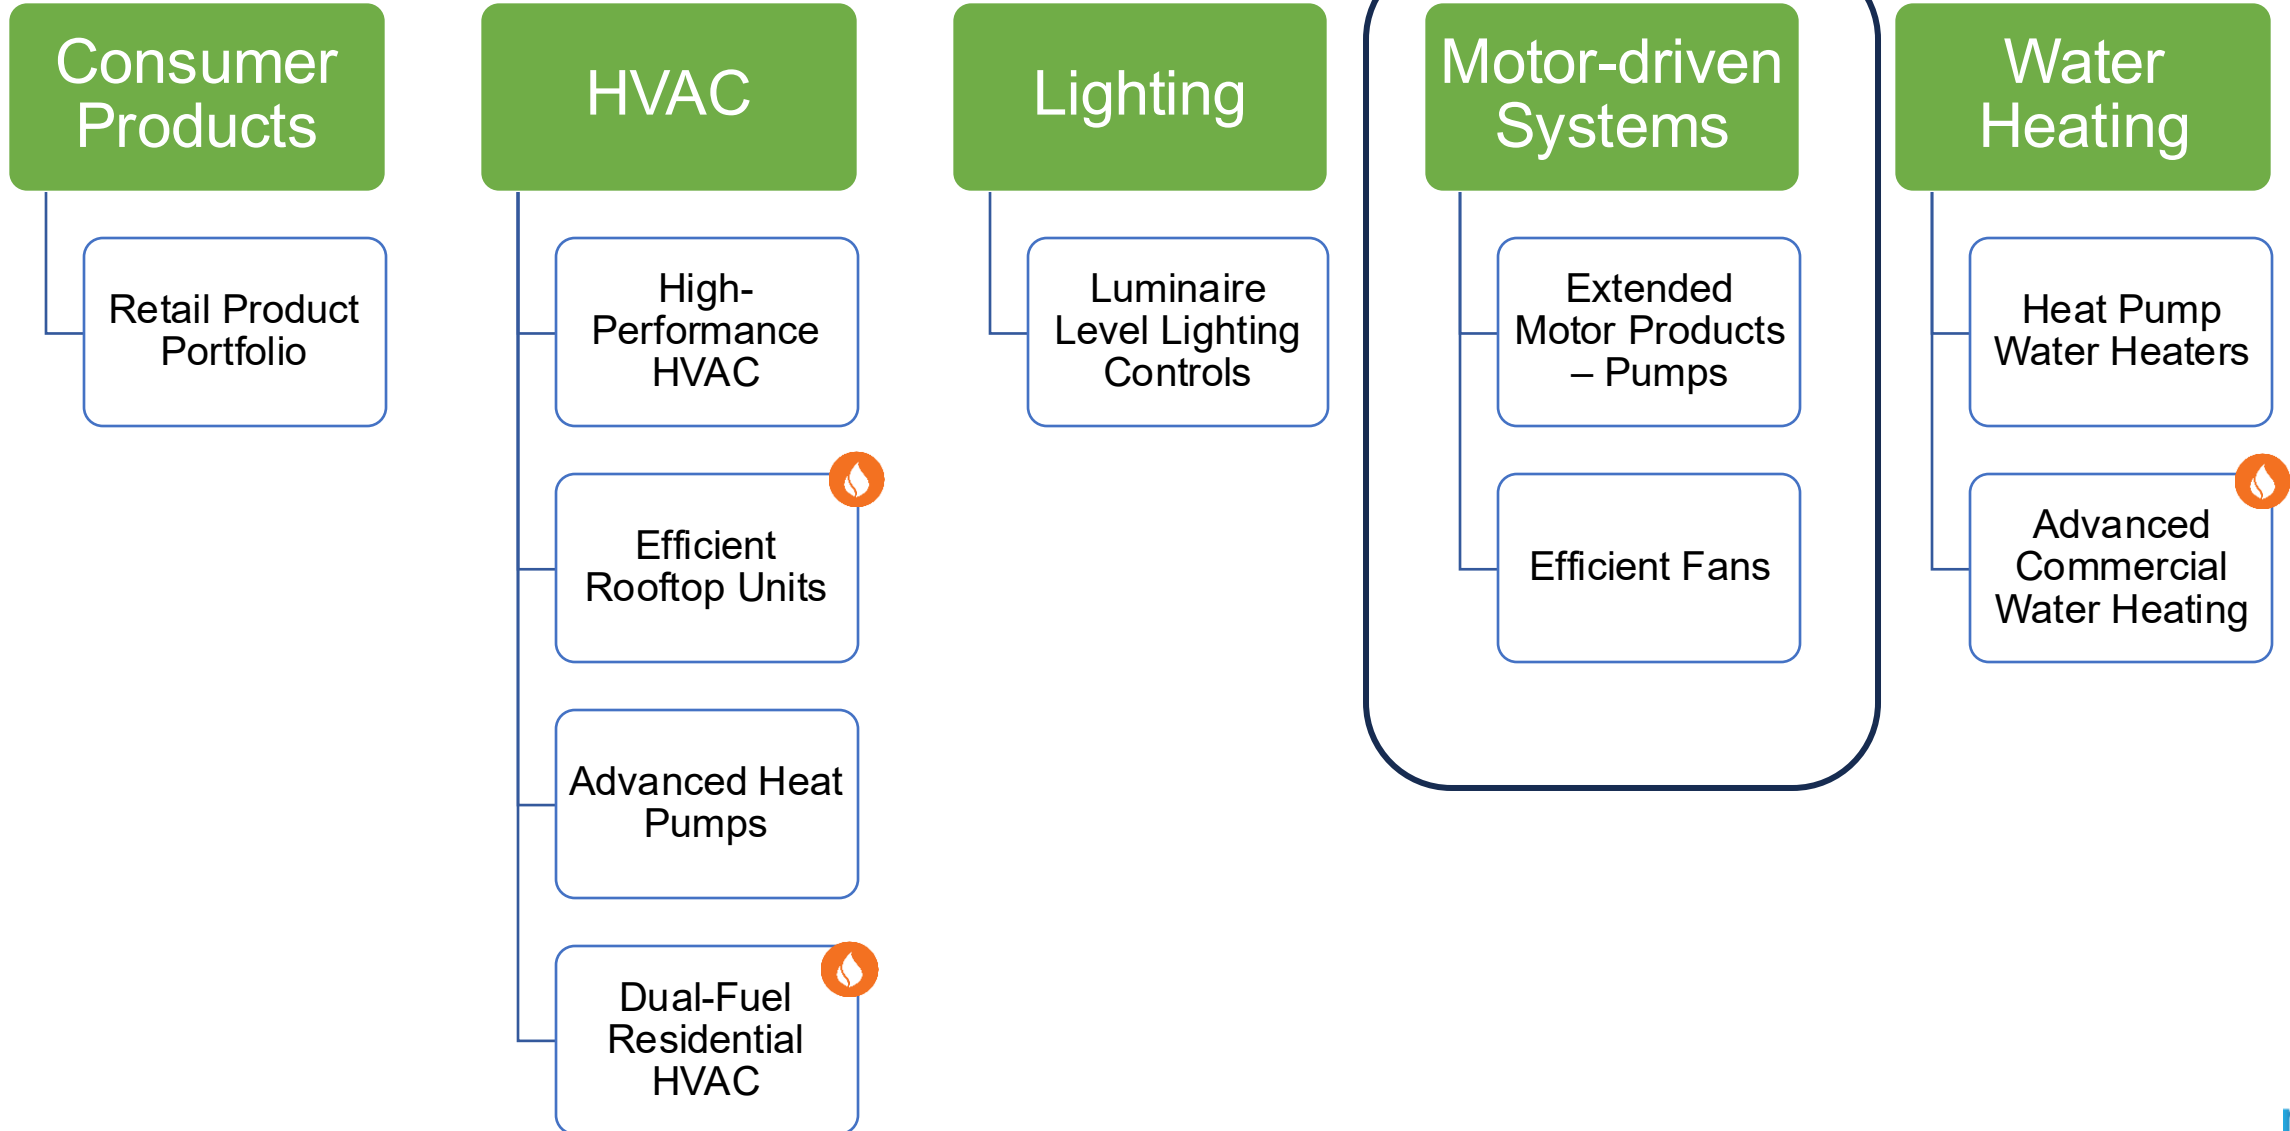 Consumer
Products
HVAC
Lighting
Motor-driven
Systems
Water
Heating
Retail Product
Portfolio
High-
Performance
HVAC
Luminaire
Level Lighting
Controls
Extended
Motor Products
– Pumps
Heat Pump
Water Heaters
Efficient
Rooftop Units
Efficient Fans
Advanced
Commercial
Water Heating
Advanced Heat
Pumps
Dual-Fuel
Residential
HVAC